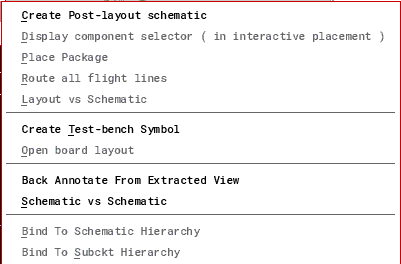 Create Post-layout schematic
Display component selector ( in interactive placement )
Place Package
Route all flight lines
Layout vs Schematic
Create Test-bench Symbol
Open board layout
Back Annotate From Extracted View
Schematic vs Schematic
Bind To Schematic Hierarchy
Bind To Subckt Hierarchy